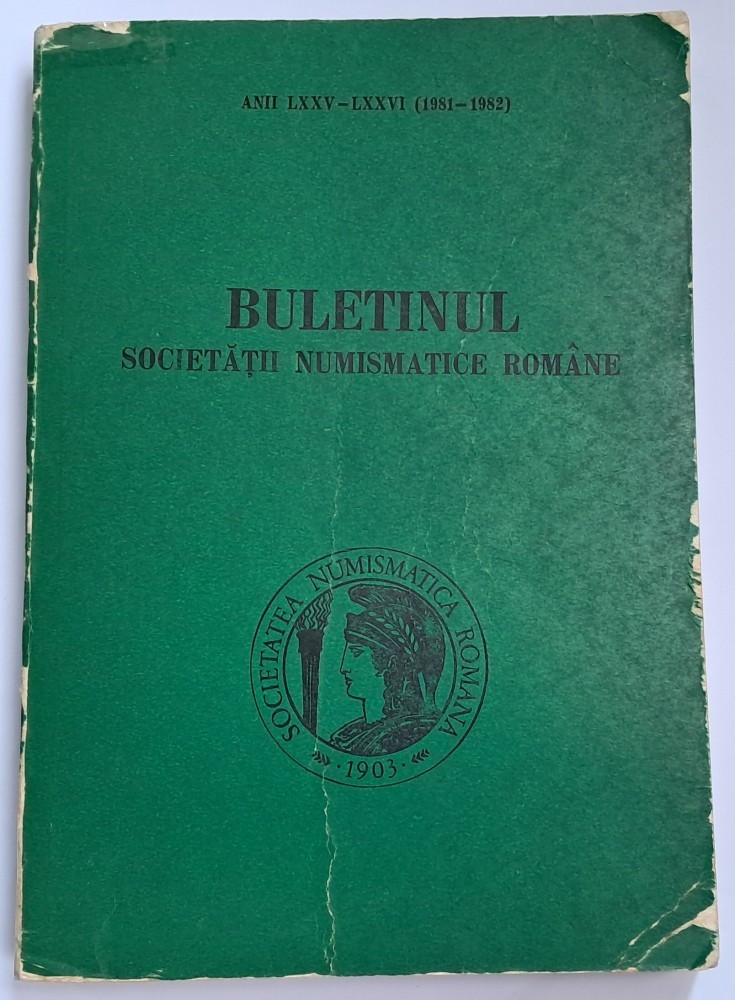 ANII LXXV–LXXVI (1981–1982)
BULETINUL
SOCIETĂȚII NUMISMATICE ROMÂNE
SOCIETATEA NUMISMATICA ROMANA
· 1903 ·